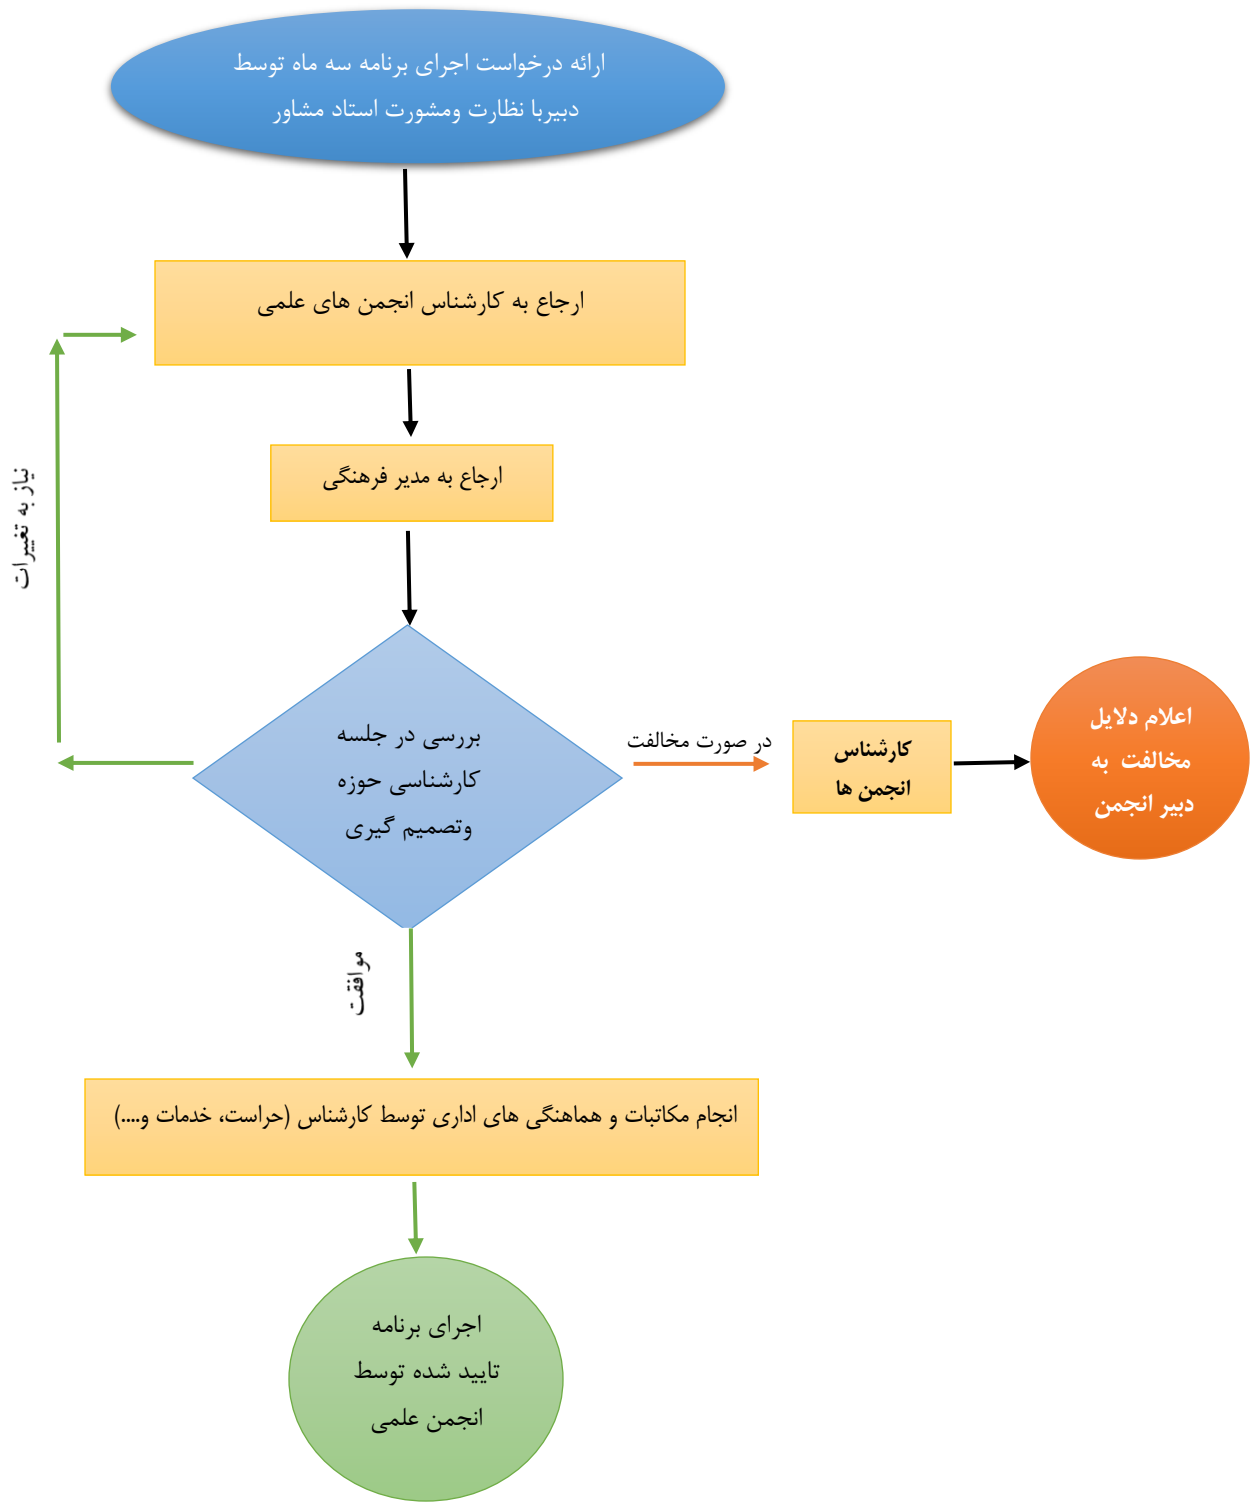 ارائه درخواست اجرای برنامه سه ماه توسط
دبیربا نظارت ومشورت استاد مشاور
ارجاع به کارشناس انجمن های علمی
ارجاع به مدیر فرهنگی
نیاز به تغییرات
بررسی در جلسه
کارشناسی حوزه
وتصمیم گیری
در صورت مخالفت
کارشناس
انجمن ها
اعلام دلایل
مخالفت به
دبیر انجمن
موافقت
انجام مکاتبات و هماهنگی های اداری توسط کارشناس (حراست، خدمات و....)
اجرای برنامه
تایید شده توسط
انجمن علمی